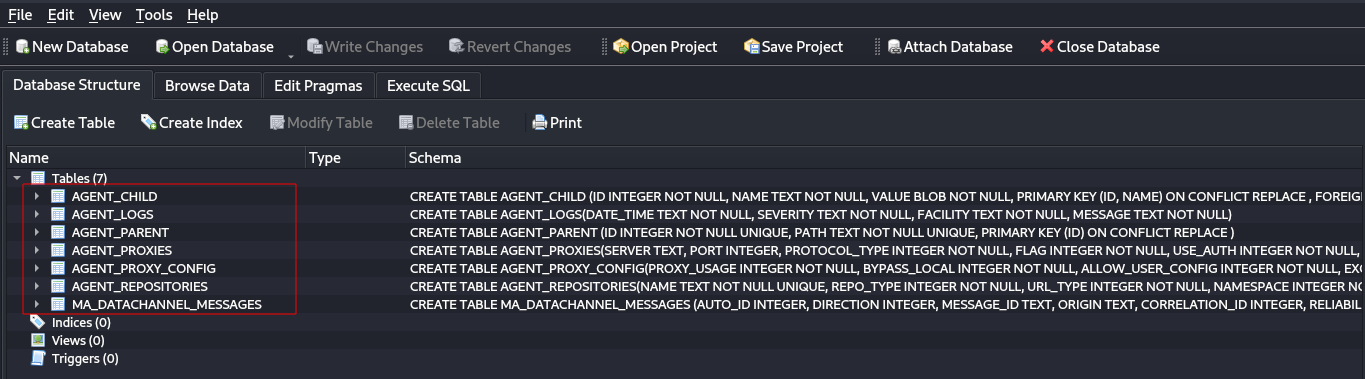 File Edit View Tools Help
New Database Open Database Write Changes Revert Changes Open Project Save Project Attach Database Close Database
Database Structure Browse Data Edit Pragmas Execute SQL
Create Table Create Index Modify Table Delete Table Print
Name Type Schema
Tables (7)
AGENT_CHILD CREATE TABLE AGENT_CHILD (ID INTEGER NOT NULL, NAME TEXT NOT NULL, VALUE BLOB NOT NULL, PRIMARY KEY (ID, NAME) ON CONFLICT REPLACE , FOREIG
AGENT_LOGS CREATE TABLE AGENT_LOGS(DATE_TIME TEXT NOT NULL, SEVERITY TEXT NOT NULL, FACILITY TEXT NOT NULL, MESSAGE TEXT NOT NULL)
AGENT_PARENT CREATE TABLE AGENT_PARENT (ID INTEGER NOT NULL UNIQUE, PATH TEXT NOT NULL UNIQUE, PRIMARY KEY (ID) ON CONFLICT REPLACE )
AGENT_PROXIES CREATE TABLE AGENT_PROXIES(SERVER TEXT, PORT INTEGER, PROTOCOL_TYPE INTEGER NOT NULL, FLAG INTEGER NOT NULL, USE_AUTH INTEGER NOT NULL,
AGENT_PROXY_CONFIG CREATE TABLE AGENT_PROXY_CONFIG(PROXY_USAGE INTEGER NOT NULL, BYPASS_LOCAL INTEGER NOT NULL, ALLOW_USER_CONFIG INTEGER NOT NULL, EXC
AGENT_REPOSITORIES CREATE TABLE AGENT_REPOSITORIES(NAME TEXT NOT NULL UNIQUE, REPO_TYPE INTEGER NOT NULL, URL_TYPE INTEGER NOT NULL, NAMESPACE INTEGER NO
MA_DATACHANNEL_MESSAGES CREATE TABLE MA_DATACHANNEL_MESSAGES (AUTO_ID INTEGER, DIRECTION INTEGER, MESSAGE_ID TEXT, ORIGIN TEXT, CORRELATION_ID INTEGER, RELIABIL
Indices (0)
Views (0)
Triggers (0)